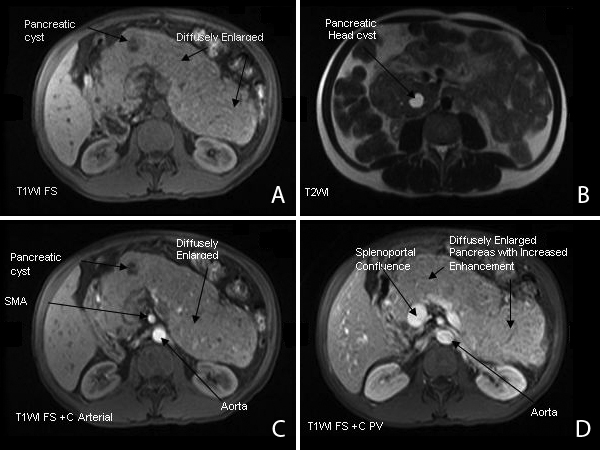 Pancreatic
cyst
Diffusely Enlarged
T1WI FS
A
Pancreatic
Head cyst
T2WI
B
Pancreatic
cyst
Diffusely
Enlarged
SMA
Aorta
T1WI FS +C Arterial
C
Splenoportal
Confluence
Diffusely Enlarged
Pancreas with Increased
Enhancement
Aorta
T1WI FS +C PV
D